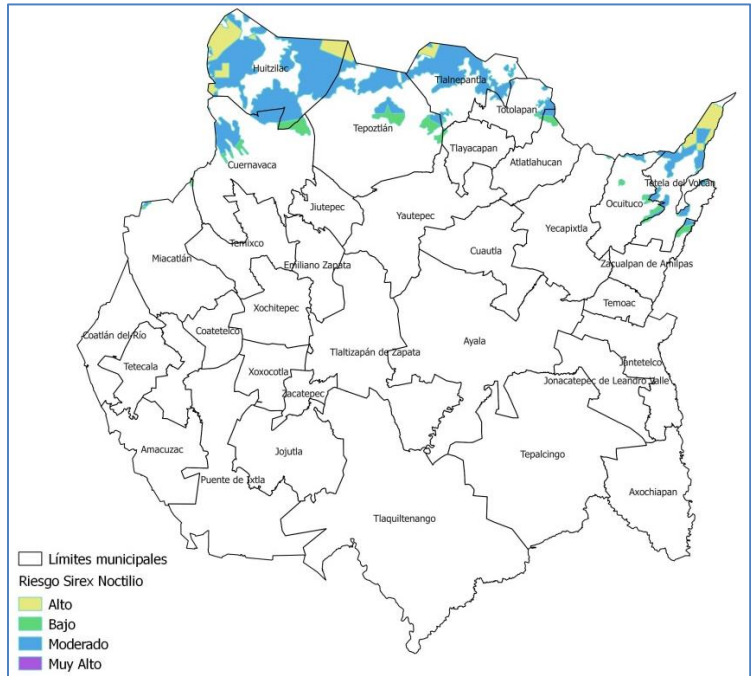 Huitzilac
Tlalnepantla
Totolapan
Tepoztlán
Tlayacapan
Cuernavaca
Atlatlahucan
Tetela del Volcán
Ocuituco
Jiutepec
Yautepec
Yecapixtla
Temixco
Emiliano Zapata
Cuautla
Miacatlán
Zacualpan de Amilpas
Xochitepec
Temoac
Coatlán del Río
Coatetelco
Tlaltizapán de Zapata
Ayala
Tetecala
Xoxocotla
Jantetelco
Zacatepec
Jonacatepec de Leandro Valle
Amacuzac
Jojutla
Tepalcingo
Puente de Ixtla
Axochiapan
Tlaquiltenango
Límites municipales
Riesgo Sirex Noctilio
Alto
Bajo
Moderado
Muy Alto